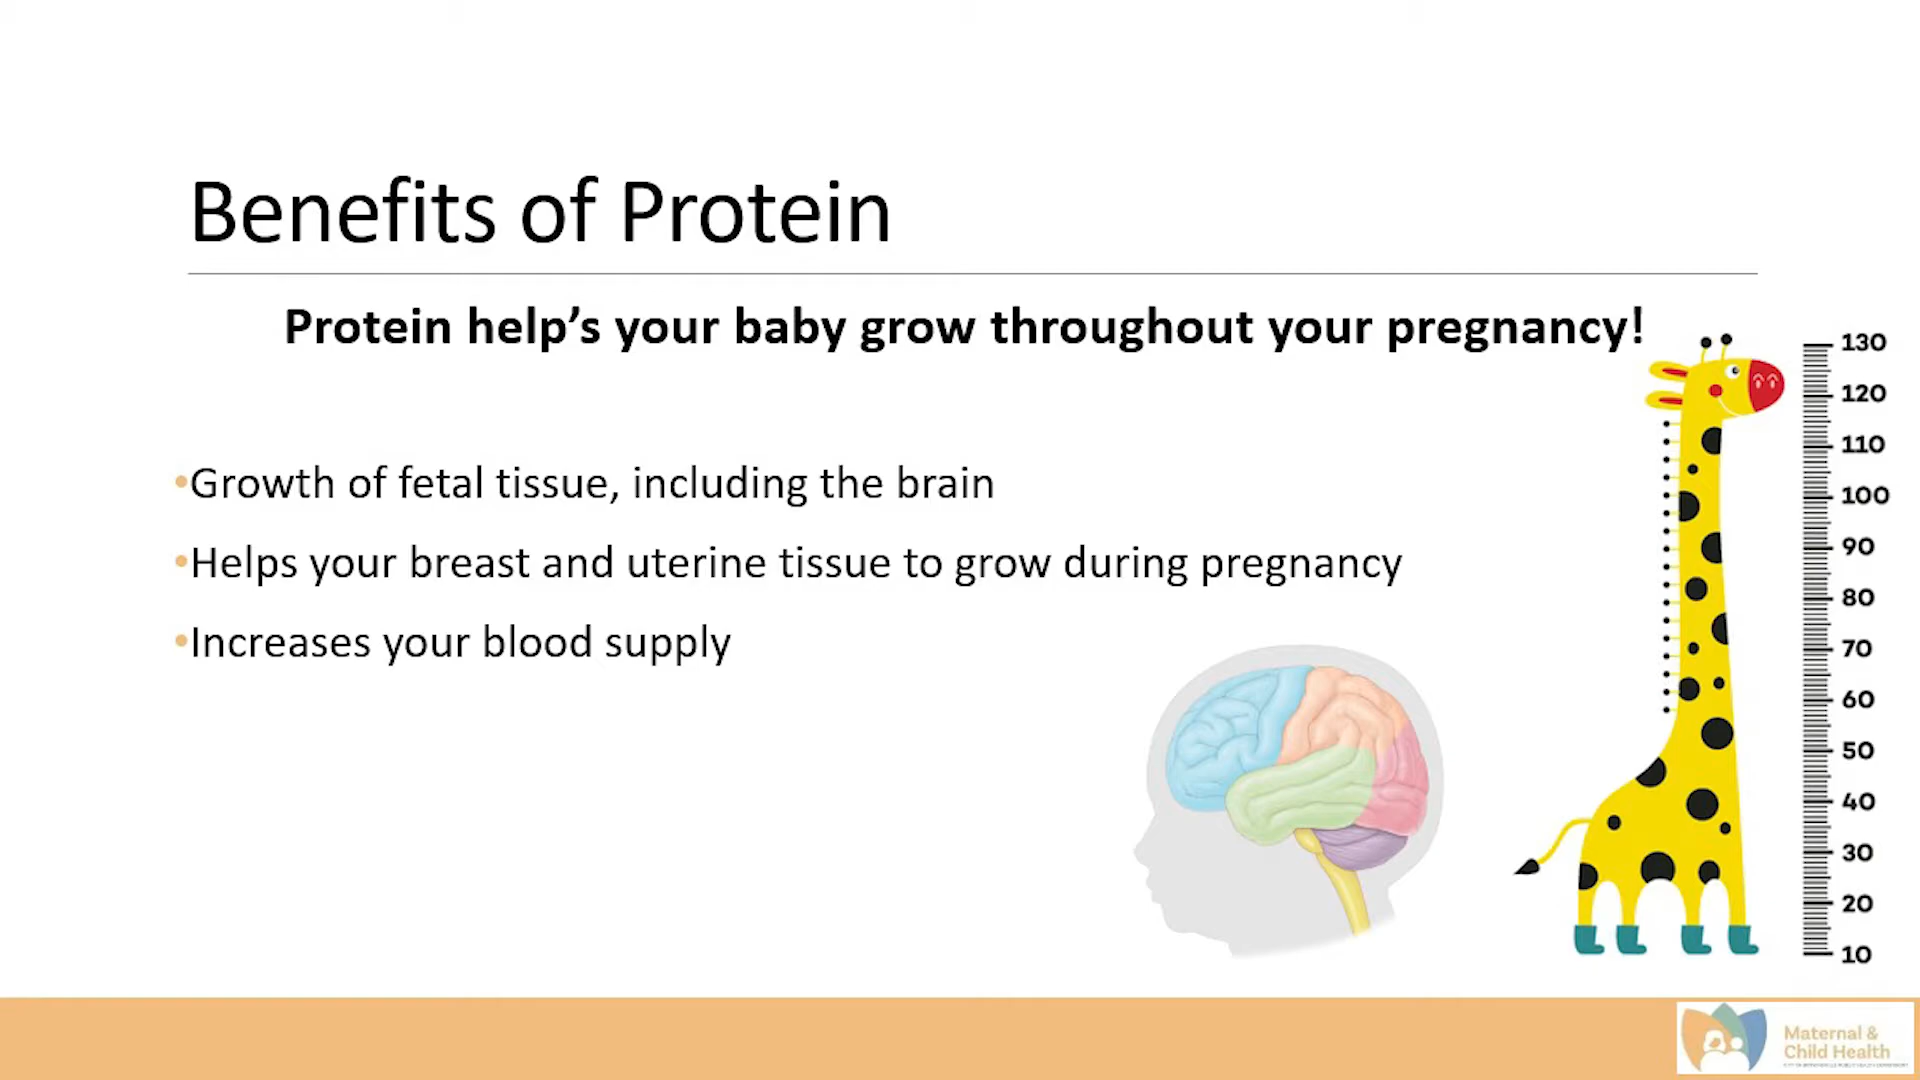 Benefits of Protein
Protein help’s your baby grow throughout your pregnancy!
•Growth of fetal tissue, including the brain
•Helps your breast and uterine tissue to grow during pregnancy
•Increases your blood supply
130
120
110
100
90
80
70
60
50
40
30
20
10
Maternal &
Child Health